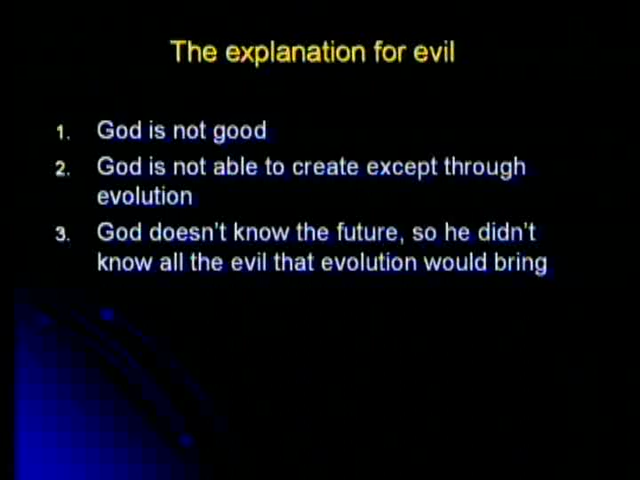 The explanation for evil
1. God is not good
2. God is not able to create except through
evolution
3. God doesn't know the future, so he didn't
know all the evil that evolution would bring